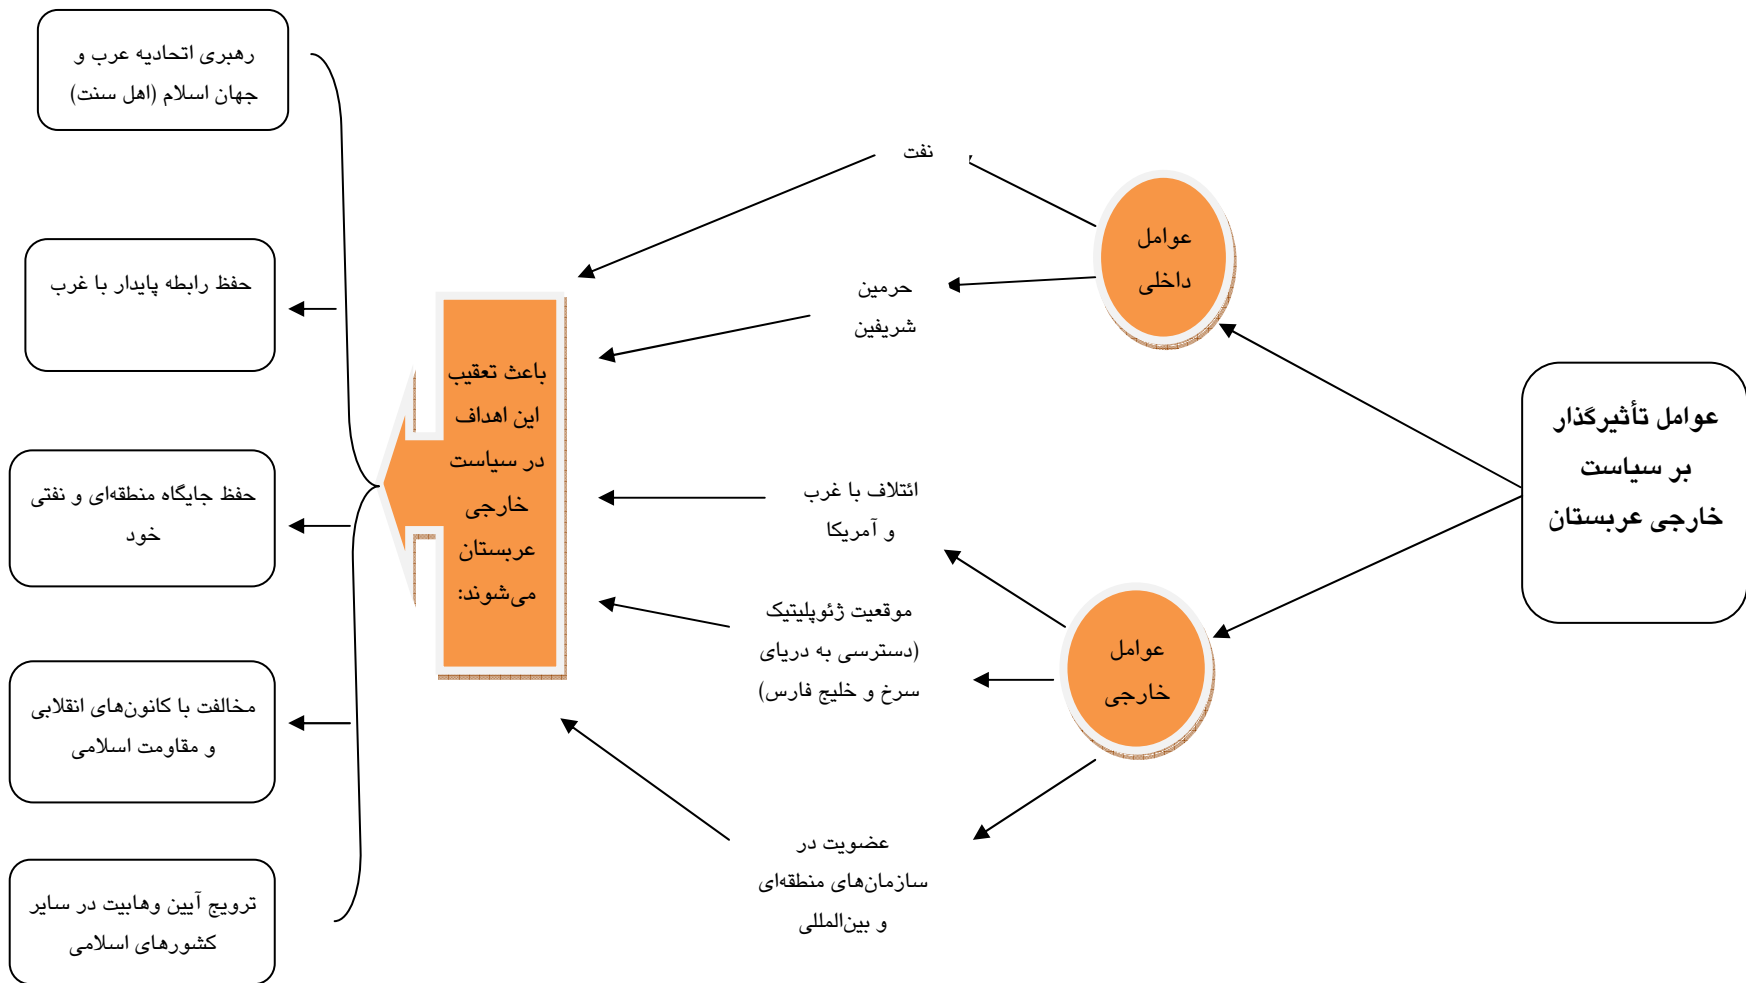 عوامل تأثیرگذار
بر سیاست
خارجی عربستان
عوامل
داخلی
نفت
حرمین
شریفین
عوامل
خارجی
ائتلاف با غرب
و آمریکا
موقعیت ژئوپلیتیک
(دسترسی به دریای
سرخ و خلیج فارس)
عضویت در
سازمان‌های منطقه‌ای
و بین‌المللی
باعث تعقیب
این اهداف
در سیاست
خارجی
عربستان
می‌شوند:
رهبری اتحادیه عرب و
جهان اسلام (اهل سنت)
حفظ رابطه پایدار با غرب
حفظ جایگاه منطقه‌ای و نفتی
خود
مخالفت با کانون‌های انقلابی
و مقاومت اسلامی
ترویج آیین وهابیت در سایر
کشورهای اسلامی